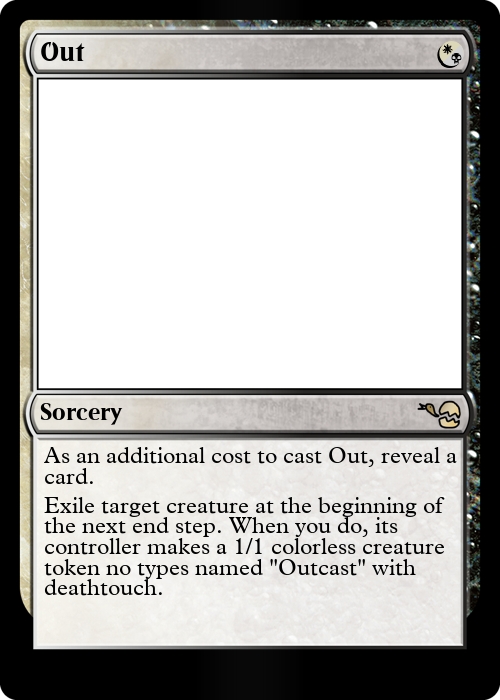 Out
Sorcery
As an additional cost to cast Out, reveal a
card.
Exile target creature at the beginning of
the next end step. When you do, its
controller makes a 1/1 colorless creature
token no types named "Outcast" with
deathtouch.